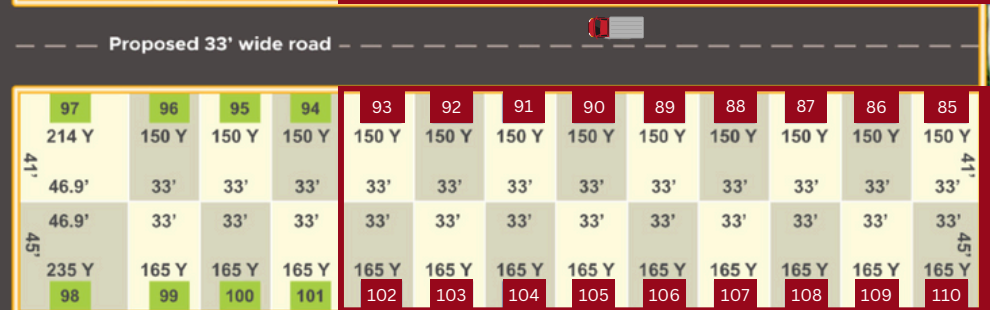 Proposed 33’ wide road
97 96 95 94 93 92 91 90 89 88 87 86 85
214 Y 150 Y 150 Y 150 Y 150 Y 150 Y 150 Y 150 Y 150 Y 150 Y 150 Y 150 Y 150 Y
41’ 41’
46.9’ 33’ 33’ 33’ 33’ 33’ 33’ 33’ 33’ 33’ 33’ 33’ 33’
46.9’ 33’ 33’ 33’ 33’ 33’ 33’ 33’ 33’ 33’ 33’ 33’ 33’
45’ 45’
235 Y 165 Y 165 Y 165 Y 165 Y 165 Y 165 Y 165 Y 165 Y 165 Y 165 Y 165 Y 165 Y
98 99 100 101 102 103 104 105 106 107 108 109 110